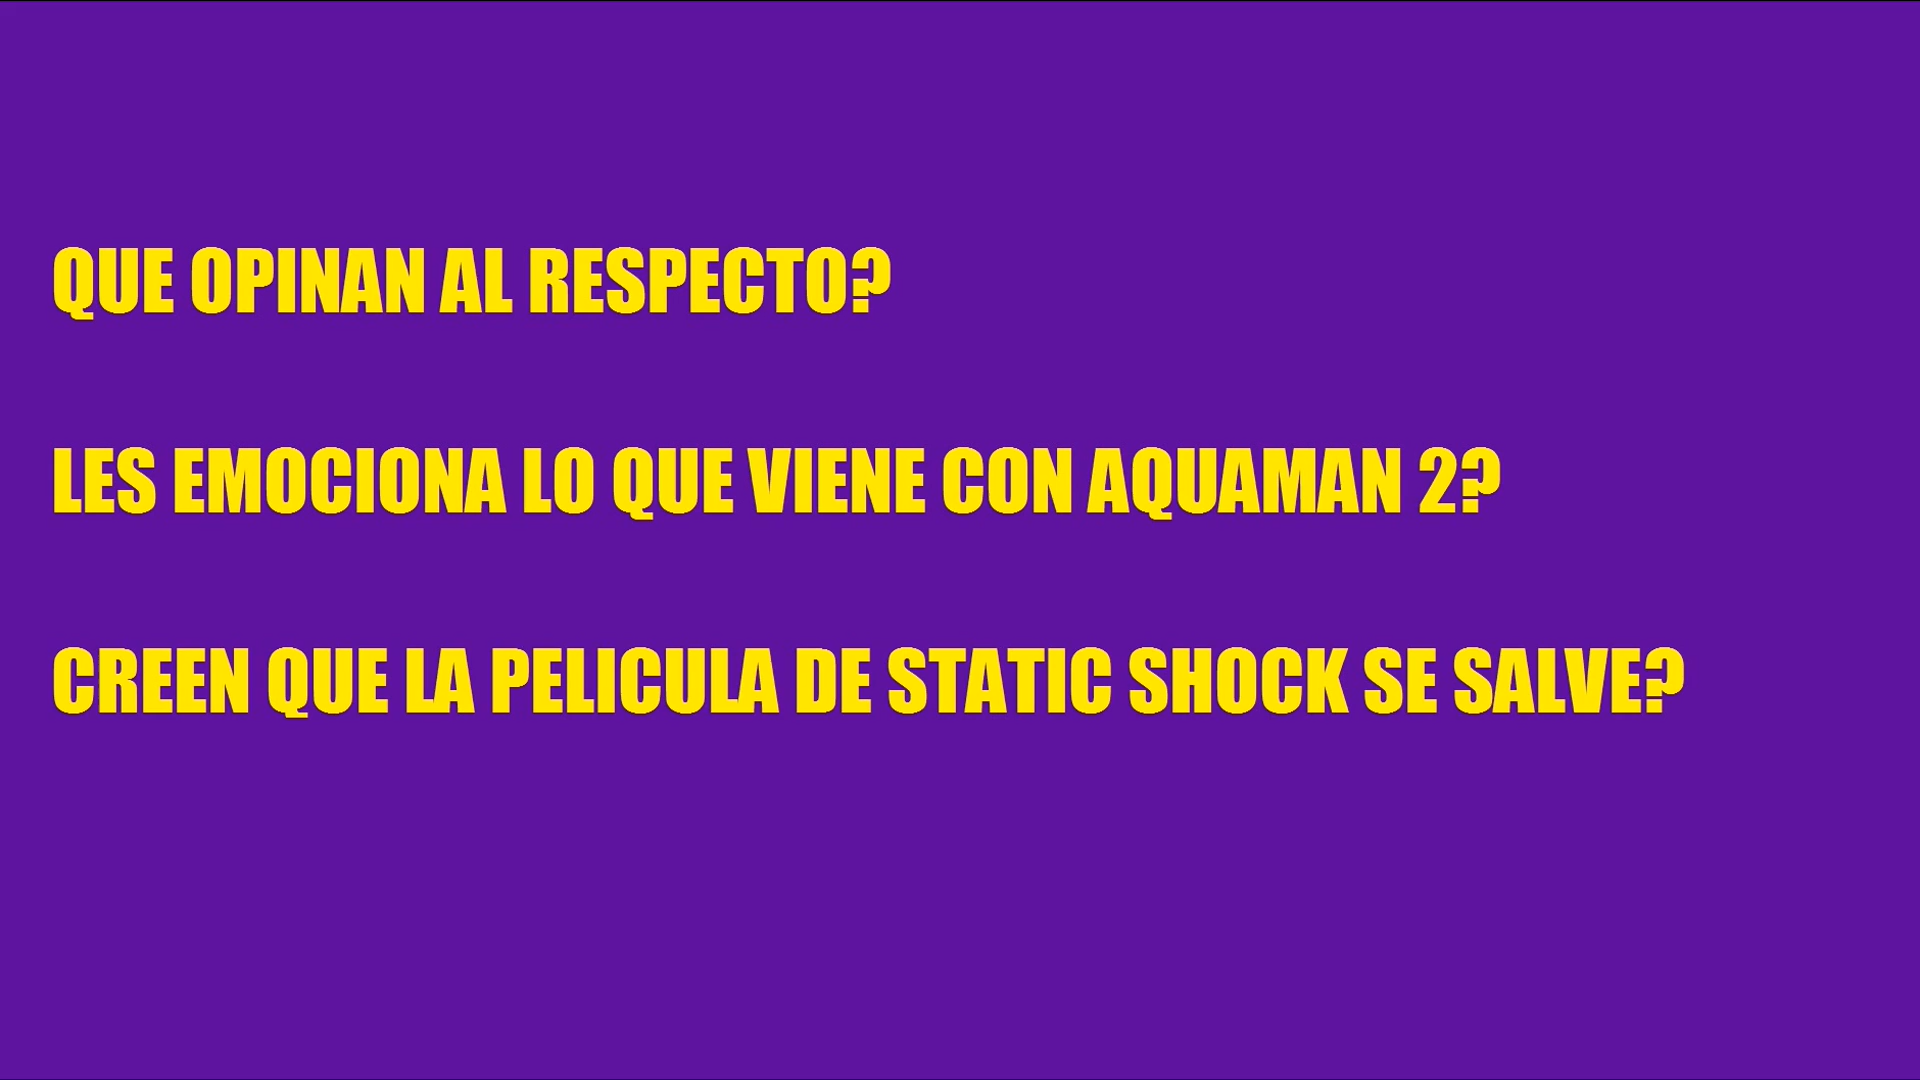 QUE OPINAN AL RESPECTO?
LES EMOCIONA LO QUE VIENE CON AQUAMAN 2?
CREEN QUE LA PELICULA DE STATIC SHOCK SE SALVE?